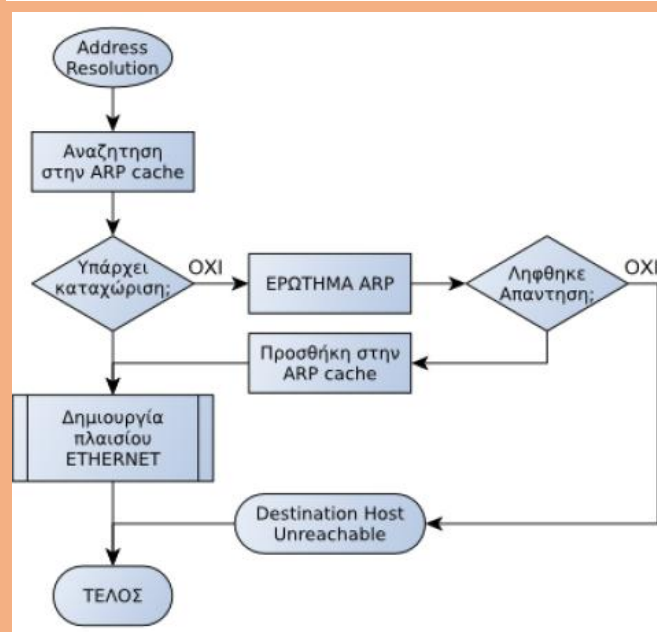 Address
Resolution
Αναζητηση
στην ARP cache
Υπάρχει
καταχώριση;
ΟΧΙ
ΕΡΩΤΗΜΑ ARP
Ληφθηκε
Απαντηση;
ΟΧΙ
Προσθήκη στην
ARP cache
Δημιουργία
πλαισίου
ETHERNET
Destination Host
Unreachable
ΤΕΛΟΣ